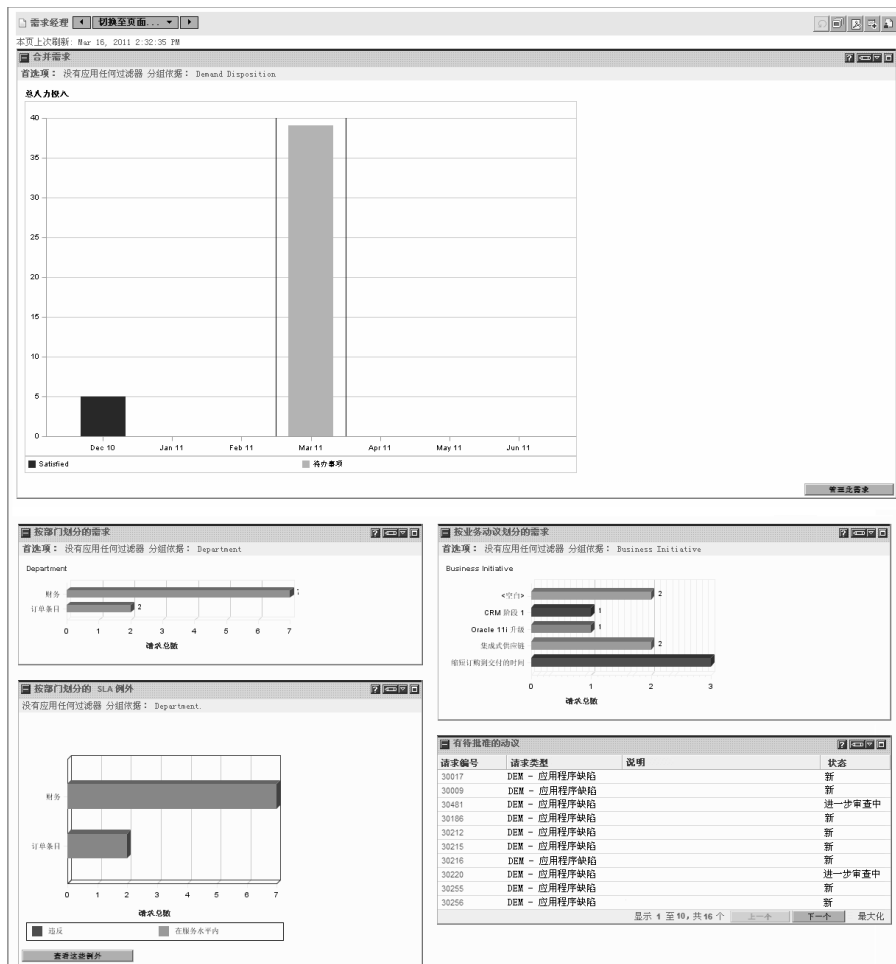 需求经理 切换至页面...
本页上次刷新: Mar 16, 2011 2:32:35 PM
合并需求
首选项: 没有应用任何过滤器 分组依据: Demand Disposition
总人力投入
40
35
30
25
20
15
10
5
0
Dec 10 Jan 11 Feb 11 Mar 11 Apr 11 May 11 Jun 11
Satisfied 待办事项
管理此需求
按部门划分的需求
首选项: 没有应用任何过滤器 分组依据: Department
Department
财务 7
订单条目 2
0 1 2 3 4 5 6 7
请求总数
按业务动议划分的需求
首选项: 没有应用任何过滤器 分组依据: Business Initiative
Business Initiative
<空白> 2
CRM 阶段 1 1
Oracle 11i 升级 1
集成式供应链 2
缩短订购到交付的时间
0 1 2 3
请求总数
按部门划分的 SLA 例外
没有应用任何过滤器 分组依据: Department.
财务
订单条目
0 1 2 3 4 5 6 7
请求总数
违反 在服务水平内
查看这些例外
有待批准的动议
请求编号 请求类型 说明 状态
30017 DEM - 应用程序缺陷 新
30009 DEM - 应用程序缺陷 新
30481 DEM - 应用程序缺陷 进一步审查中
30186 DEM - 应用程序缺陷 新
30212 DEM - 应用程序缺陷 新
30215 DEM - 应用程序缺陷 新
30216 DEM - 应用程序缺陷 新
30220 DEM - 应用程序缺陷 进一步审查中
30255 DEM - 应用程序缺陷 新
30256 DEM - 应用程序缺陷 新
显示 1 至10, 共16 个 上一个 下一个 最大化